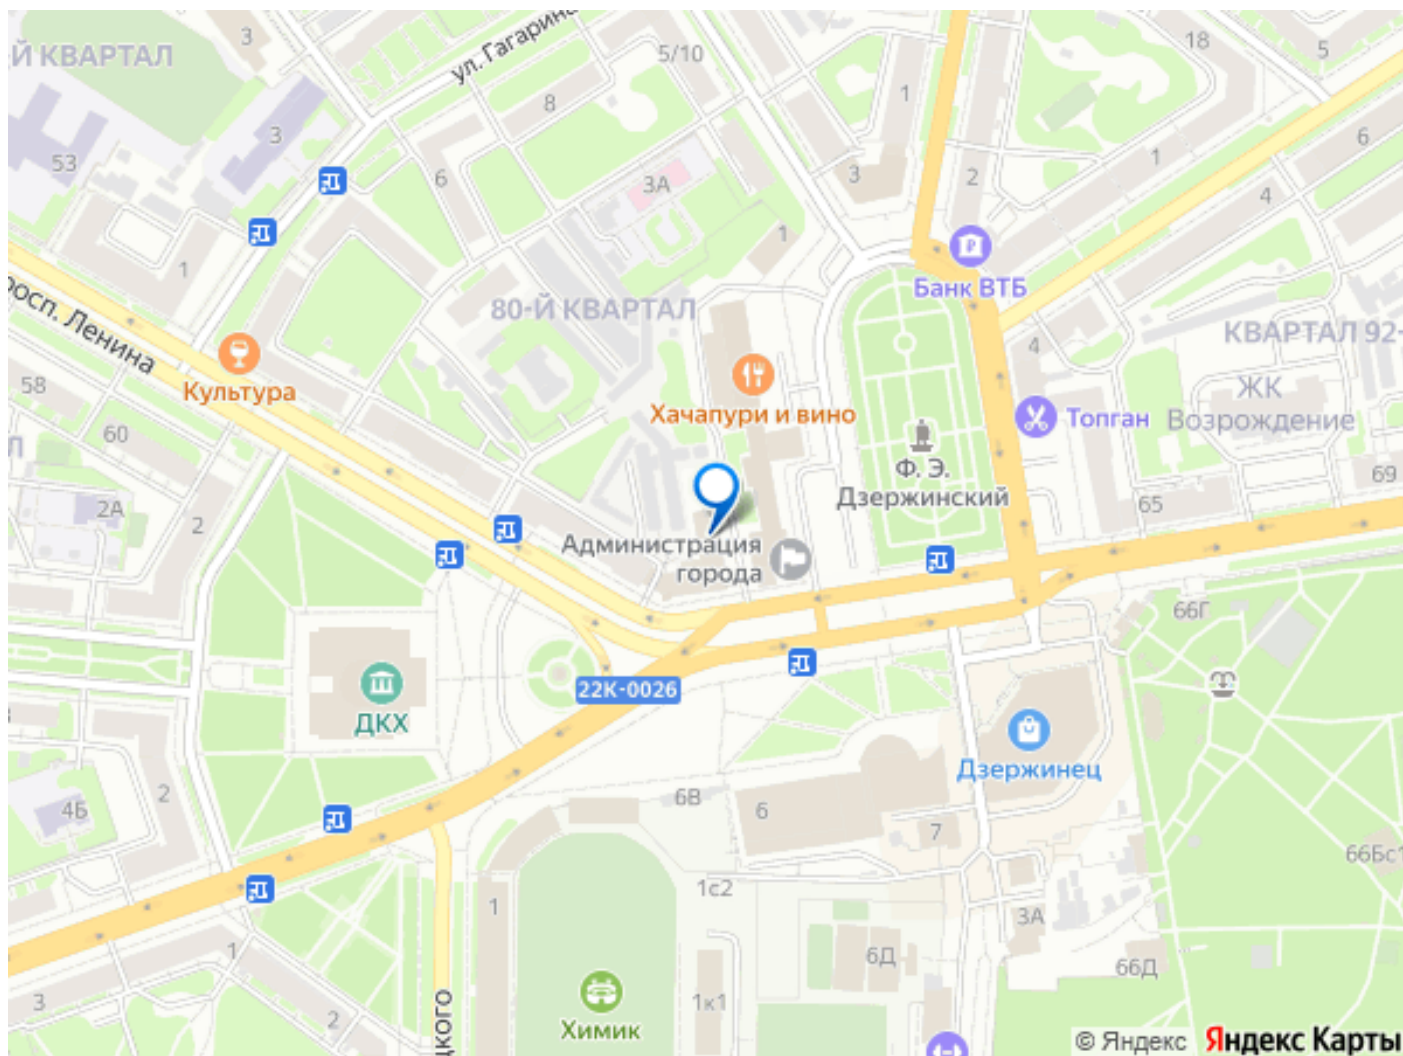 3
Й КВАРТАЛ
ул. Гагарина
5/10
18
5
8
1
6
1
53
3
6
3А
3
2
4
1
1
Банк ВТБ
80-Й КВАРТАЛ
КВАРТАЛ 92-
просп. Ленина
4
58
Культура
Хачапури и вино
ЖК
Возрождение
Топган
60
Ф. Э.
Дзержинский
69
2А
2
65
Администрация
города
66Г
22К-0026
ДКХ
Дзержинец
2
4Б
6В
6
7
66Бс1
1с2
1
3А
6Д
66Д
1
3
2
1к1
Химик
цкого
© Яндекс Яндекс Карты